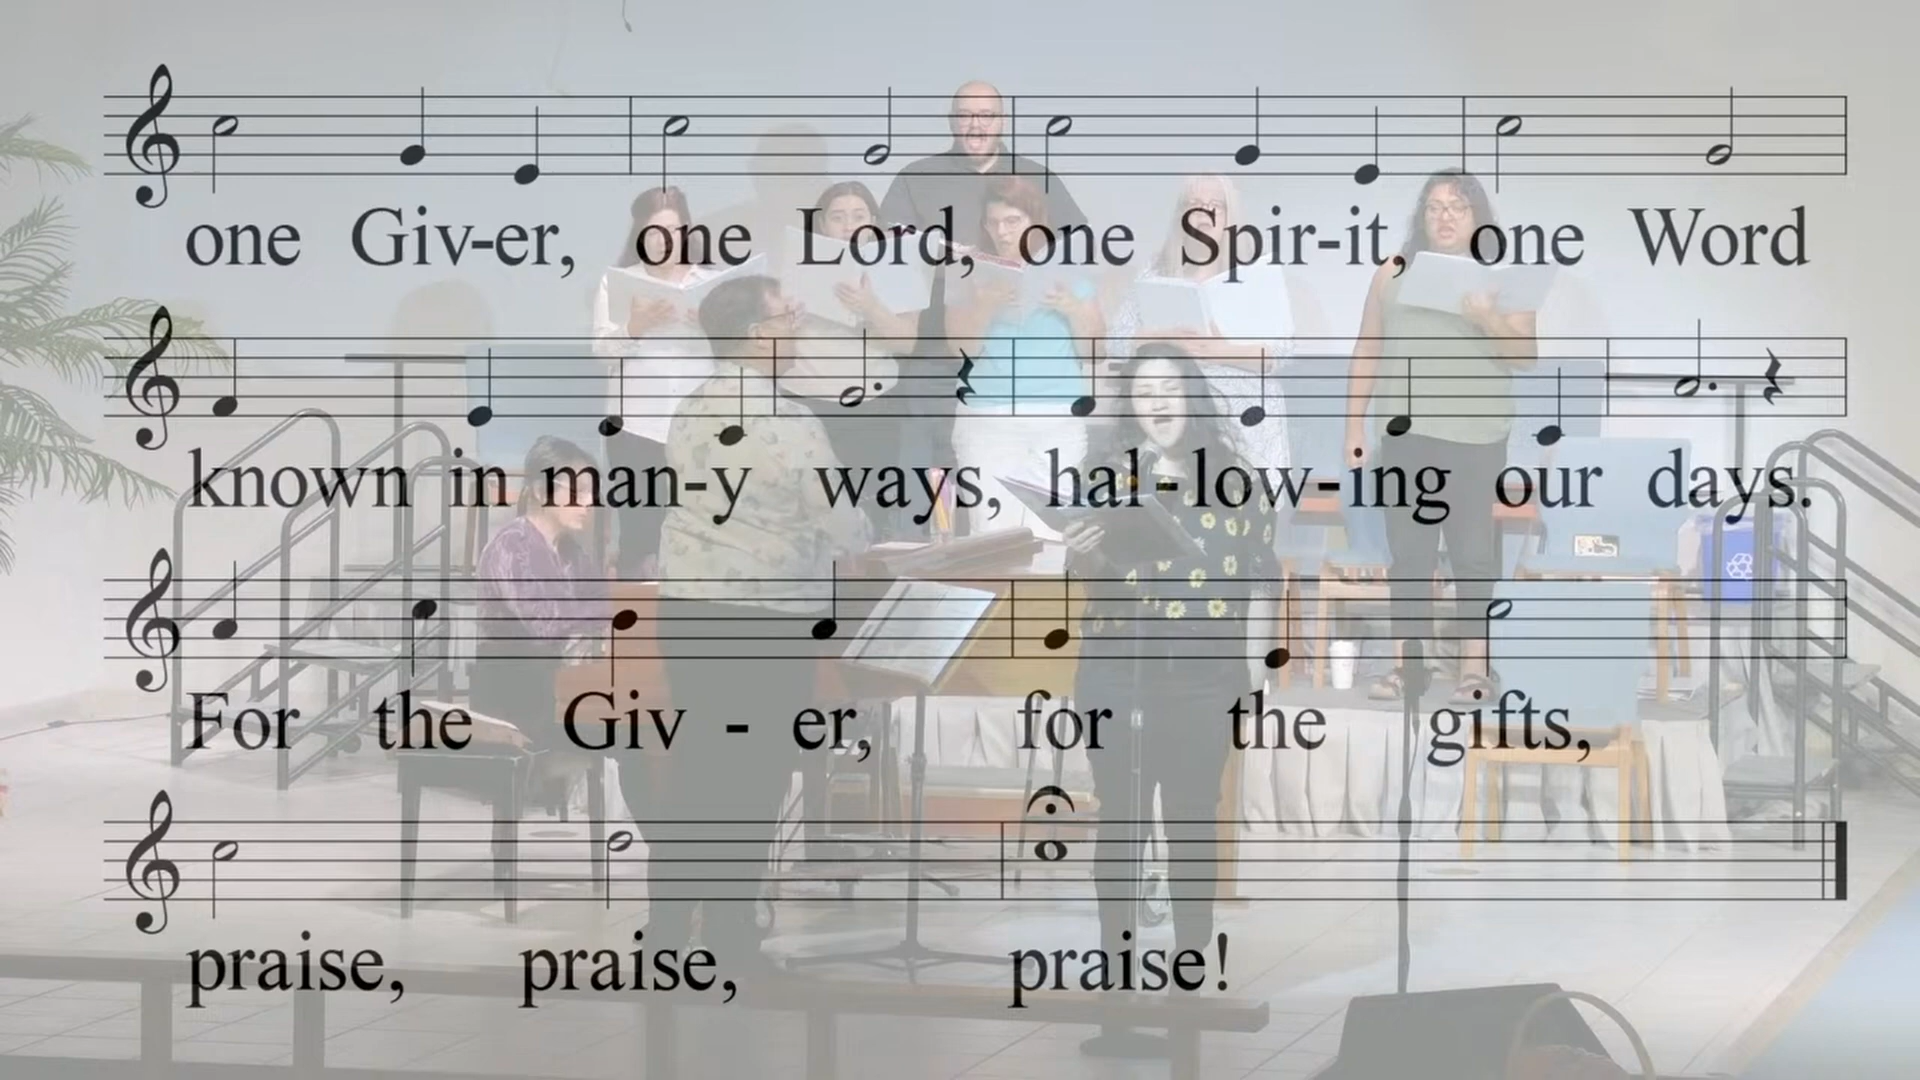 one Giv-er, one Lord, one Spir-it, one Word
known in man-y ways, hal-low-ing our days.
For the Giv - er, for the gifts,
praise, praise, praise!